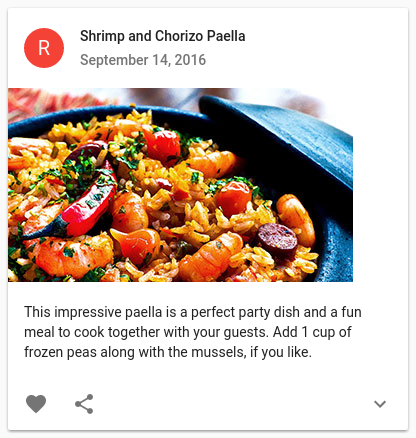 R
Shrimp and Chorizo Paella
September 14, 2016
This impressive paella is a perfect party dish and a fun
meal to cook together with your guests. Add 1 cup of
frozen peas along with the mussels, if you like.